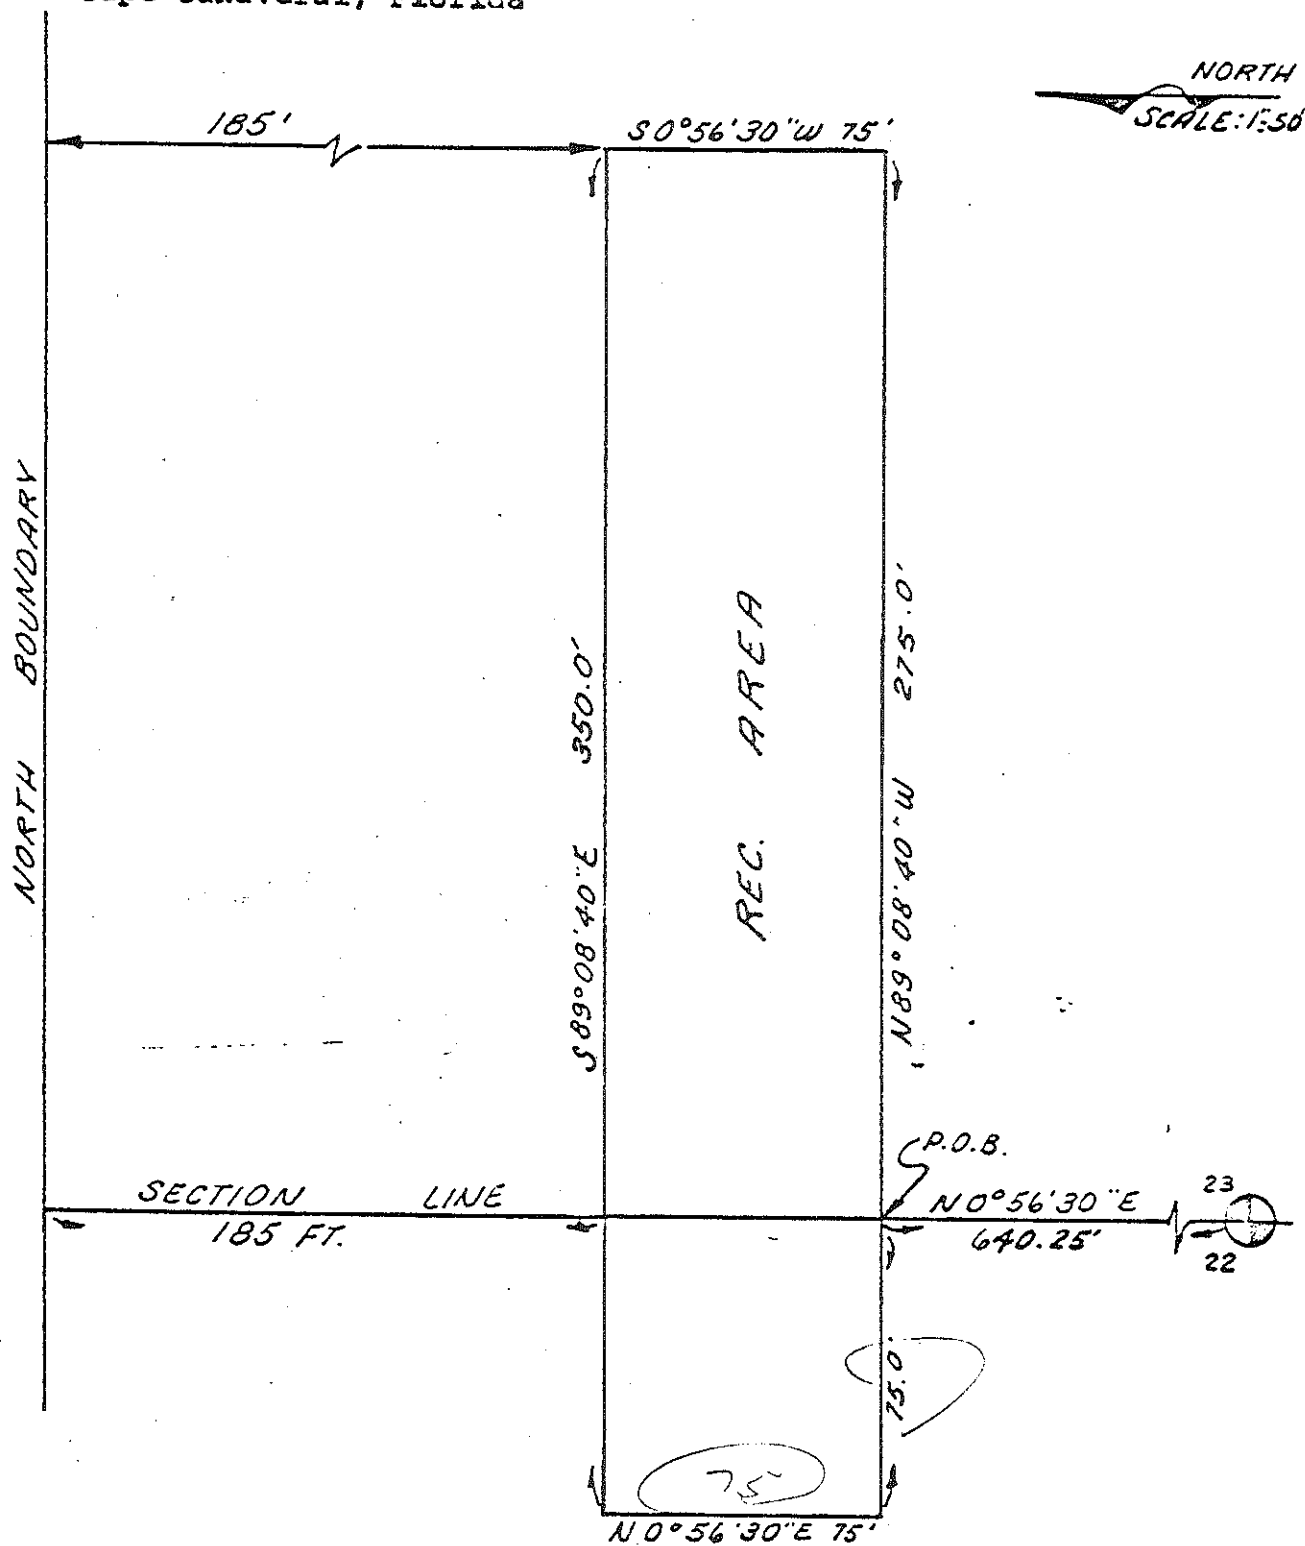 Florida
NORTH
SCALE: 1":50'
185'
S 0°56'30"W 75'
NORTH BOUNDARY
S 89°08'40"E 350.0'
REC. AREA
N 89°08'40"W 275.0'
P.O.B.
SECTION LINE
185 FT.
N 0°56'30"E
640.25'
23
22
75.0'
75
N 0°56'30"E 75'